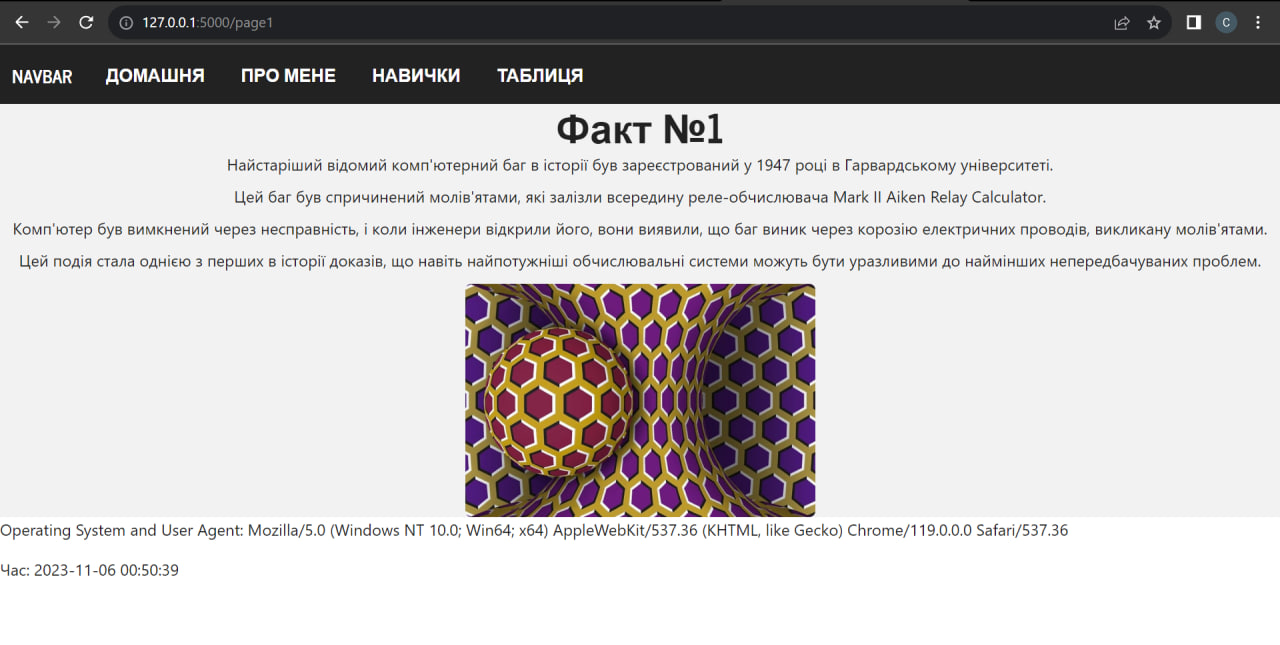 127.0.0.1:5000/page1
C
NAVBAR ДОМАШНЯ ПРО МЕНЕ НАВИЧКИ ТАБЛИЦЯ
Факт №1
Найстаріший відомий комп'ютерний баг в історії був зареєстрований у 1947 році в Гарвардському університеті.
Цей баг був спричинений молів'ятами, які залізли всередину реле-обчислювача Mark II Aiken Relay Calculator.
Комп'ютер був вимкнений через несправність, і коли інженери відкрили його, вони виявили, що баг виник через корозію електричних проводів, викликану молів'ятами.
Цей подія стала однією з перших в історії доказів, що навіть найпотужніші обчислювальні системи можуть бути уразливими до наймінших непередбачуваних проблем.
Operating System and User Agent: Mozilla/5.0 (Windows NT 10.0; Win64; x64) AppleWebKit/537.36 (KHTML, like Gecko) Chrome/119.0.0.0 Safari/537.36
Час: 2023-11-06 00:50:39